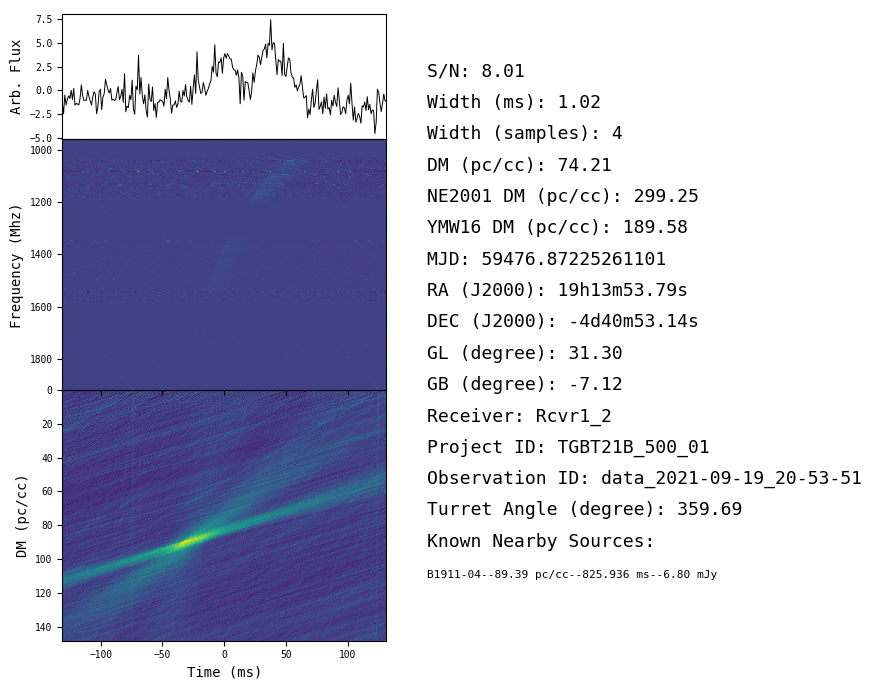 7.5
5.0
2.5
0.0
−2.5
−5.0
Arb. Flux
1000
1200
1400
1600
1800
Frequency (Mhz)
0
20
40
60
80
100
120
140
DM (pc/cc)
−100
−50
0
50
100
Time (ms)
S/N: 8.01
Width (ms): 1.02
Width (samples): 4
DM (pc/cc): 74.21
NE2001 DM (pc/cc): 299.25
YMW16 DM (pc/cc): 189.58
MJD: 59476.87225261101
RA (J2000): 19h13m53.79s
DEC (J2000): -4d40m53.14s
GL (degree): 31.30
GB (degree): -7.12
Receiver: Rcvr1_2
Project ID: TGBT21B_500_01
Observation ID: data_2021-09-19_20-53-51
Turret Angle (degree): 359.69
Known Nearby Sources:
B1911-04--89.39 pc/cc--825.936 ms--6.80 mJy